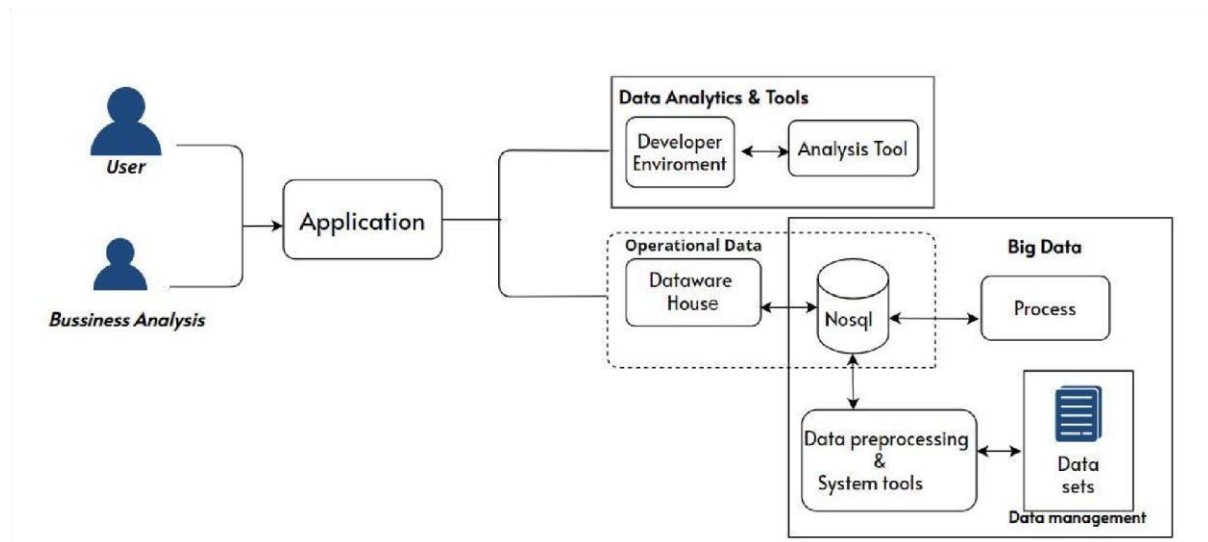 User
Bussiness Analysis
Application
Data Analytics & Tools
Developer
Enviroment
Analysis Tool
Operational Data
Dataware
House
Nosql
Big Data
Process
Data preprocessing
&
System tools
Data
sets
Data management